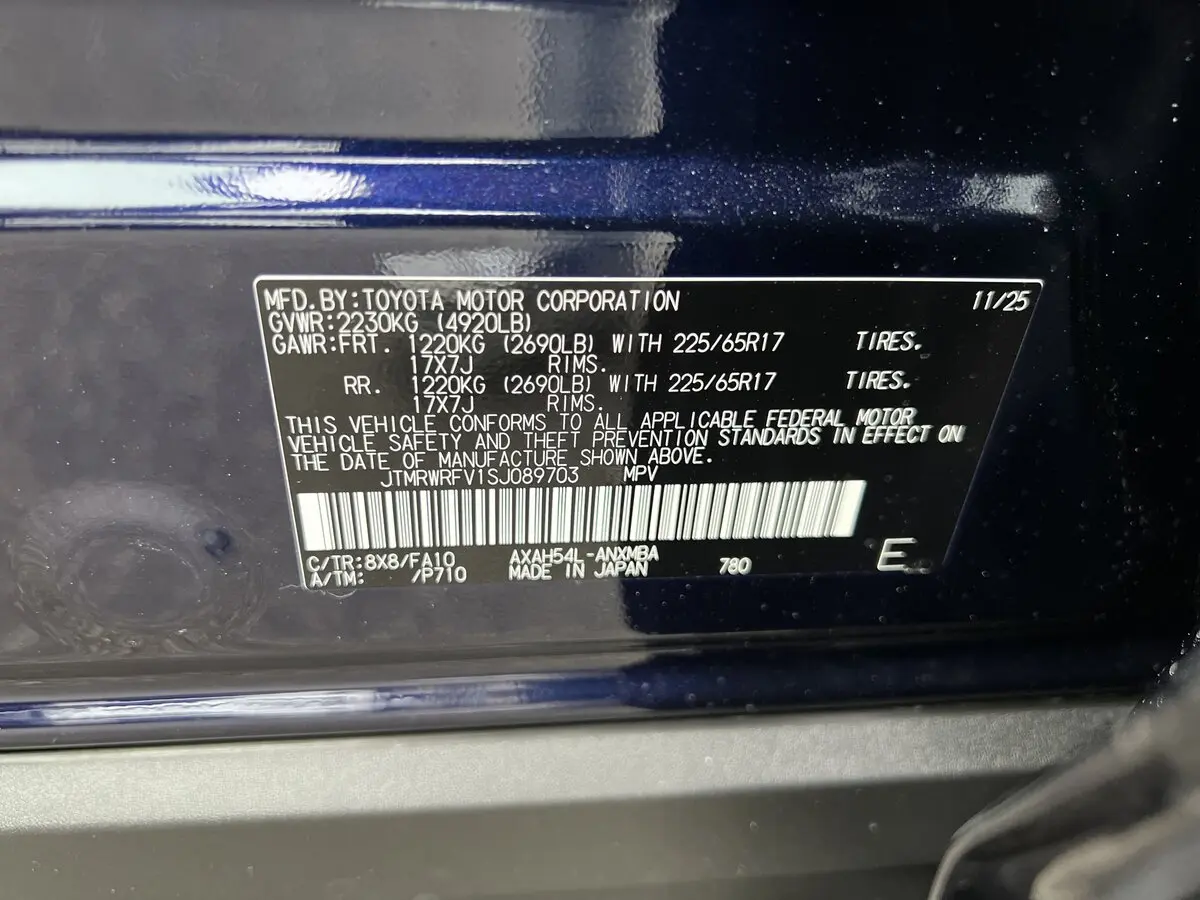 MFD.BY:TOYOTA MOTOR CORPORATION 11/25
GVWR:2230KG (4920LB)
GAWR:FRT. 1220KG (2690LB) WITH 225/65R17 TIRES.
17X7J RIMS.
RR. 1220KG (2690LB) WITH 225/65R17 TIRES.
17X7J RIMS.
THIS VEHICLE CONFORMS TO ALL APPLICABLE FEDERAL MOTOR
VEHICLE SAFETY AND THEFT PREVENTION STANDARDS IN EFFECT ON
THE DATE OF MANUFACTURE SHOWN ABOVE.
JTMRWRFV1SJ089703 MPV
C/TR:8X8/FA10 AXAH54L-ANXMBA 780 E
A/TM: /P710 MADE IN JAPAN